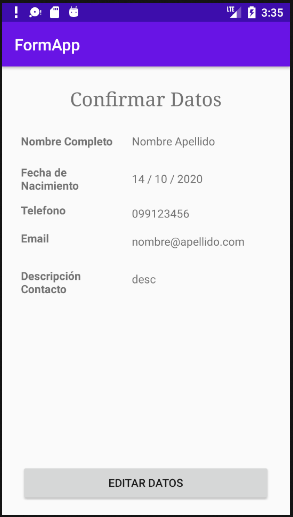 LTE 3:35
FormApp
Confirmar Datos
Nombre Completo Nombre Apellido
Fecha de
Nacimiento 14 / 10 / 2020
Telefono 099123456
Email nombre@apellido.com
Descripción
Contacto desc
EDITAR DATOS